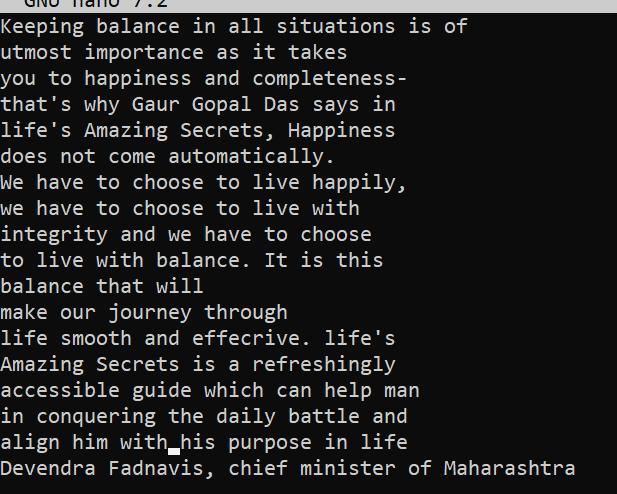 GNU nano 7.2
Keeping balance in all situations is of
utmost importance as it takes
you to happiness and completeness-
that's why Gaur Gopal Das says in
life's Amazing Secrets, Happiness
does not come automatically.
We have to choose to live happily,
we have to choose to live with
integrity and we have to choose
to live with balance. It is this
balance that will
make our journey through
life smooth and effecrive. life's
Amazing Secrets is a refreshingly
accessible guide which can help man
in conquering the daily battle and
align him with his purpose in life
Devendra Fadnavis, chief minister of Maharashtra